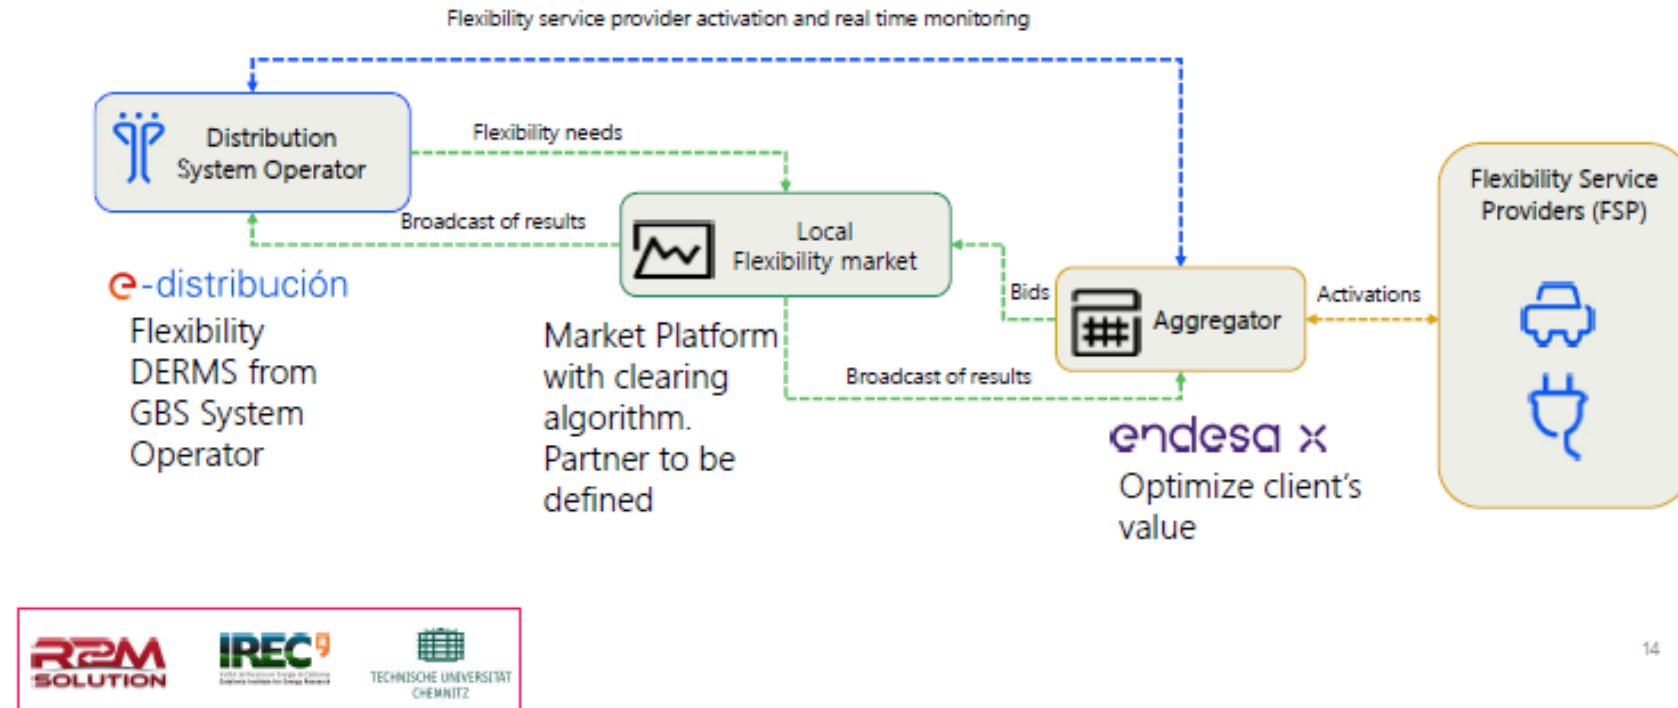 Flexibility service provider activation and real time monitoring
Distribution
System Operator
Flexibility needs
Broadcast of results
Local
Flexibility market
Bids
Aggregator
Activations
Flexibility Service
Providers (FSP)
Broadcast of results
e-distribución
Flexibility
DERMS from
GBS System
Operator
Market Platform
with clearing
algorithm.
Partner to be
defined
endesa x
Optimize client's
value
R2M
SOLUTION
IREC
TECHNISCHE UNIVERSITÄT
CHEMNITZ
14